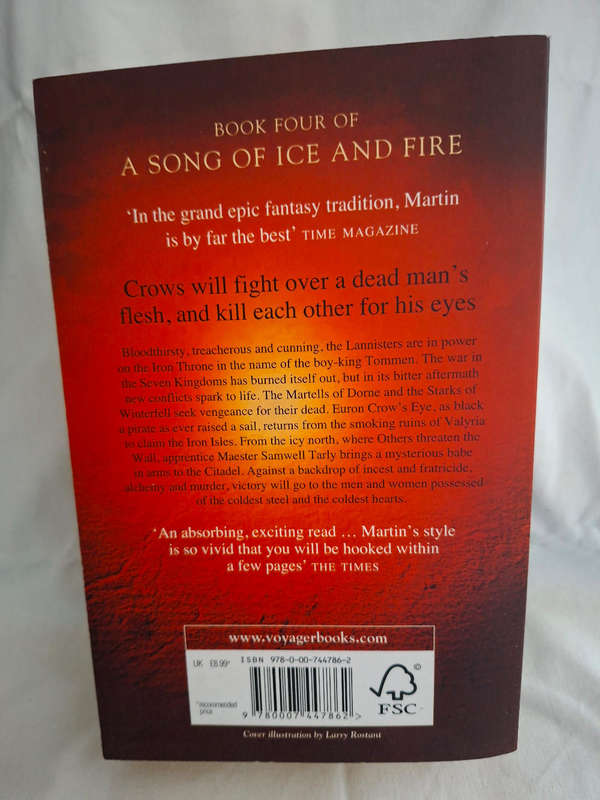 BOOK FOUR OF
A SONG OF ICE AND FIRE
‘In the grand epic fantasy tradition, Martin
is by far the best’ TIME MAGAZINE
Crows will fight over a dead man’s
flesh, and kill each other for his eyes
Bloodthirsty, treacherous and cunning, the Lannisters are in power
on the Iron Throne in the name of the boy-king Tommen. The war in
the Seven Kingdoms has burned itself out, but in its bitter aftermath
new conflicts spark to life. The Martells of Dorne and the Starks of
Winterfell seek vengeance for their dead. Euron Crow’s Eye, as black
a pirate as ever raised a sail, returns from the smoking ruins of Valyria
to claim the Iron Isles. From the icy north, where Others threaten the
Wall, apprentice Maester Samwell Tarly brings a mysterious babe
in arms to the Citadel. Against a backdrop of incest and fratricide,
alchemy and murder, victory will go to the men and women possessed
of the coldest steel and the coldest hearts.
‘An absorbing, exciting read … Martin’s style
is so vivid that you will be hooked within
a few pages’ THE TIMES
www.voyagerbooks.com
UK £8.99* ISBN 978-0-00-744786-2
*recommended
price
9 780007 447862 >
©
FSC
Cover illustration by Larry Rostant